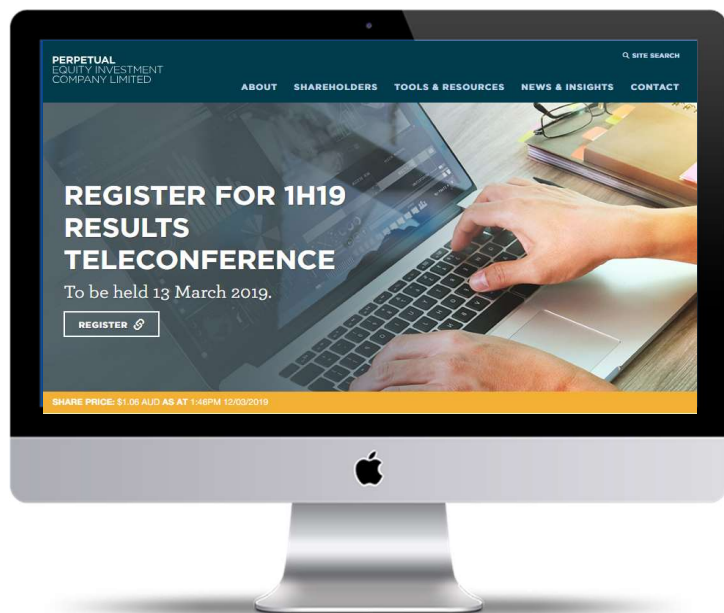 PERPETUAL
EQUITY INVESTMENT
COMPANY LIMITED
SITE SEARCH
ABOUT SHAREHOLDERS TOOLS & RESOURCES NEWS & INSIGHTS CONTACT
REGISTER FOR 1H19
RESULTS
TELECONFERENCE
To be held 13 March 2019.
REGISTER
SHARE PRICE: $1.06 AUD AS AT 1:46PM 12/03/2019